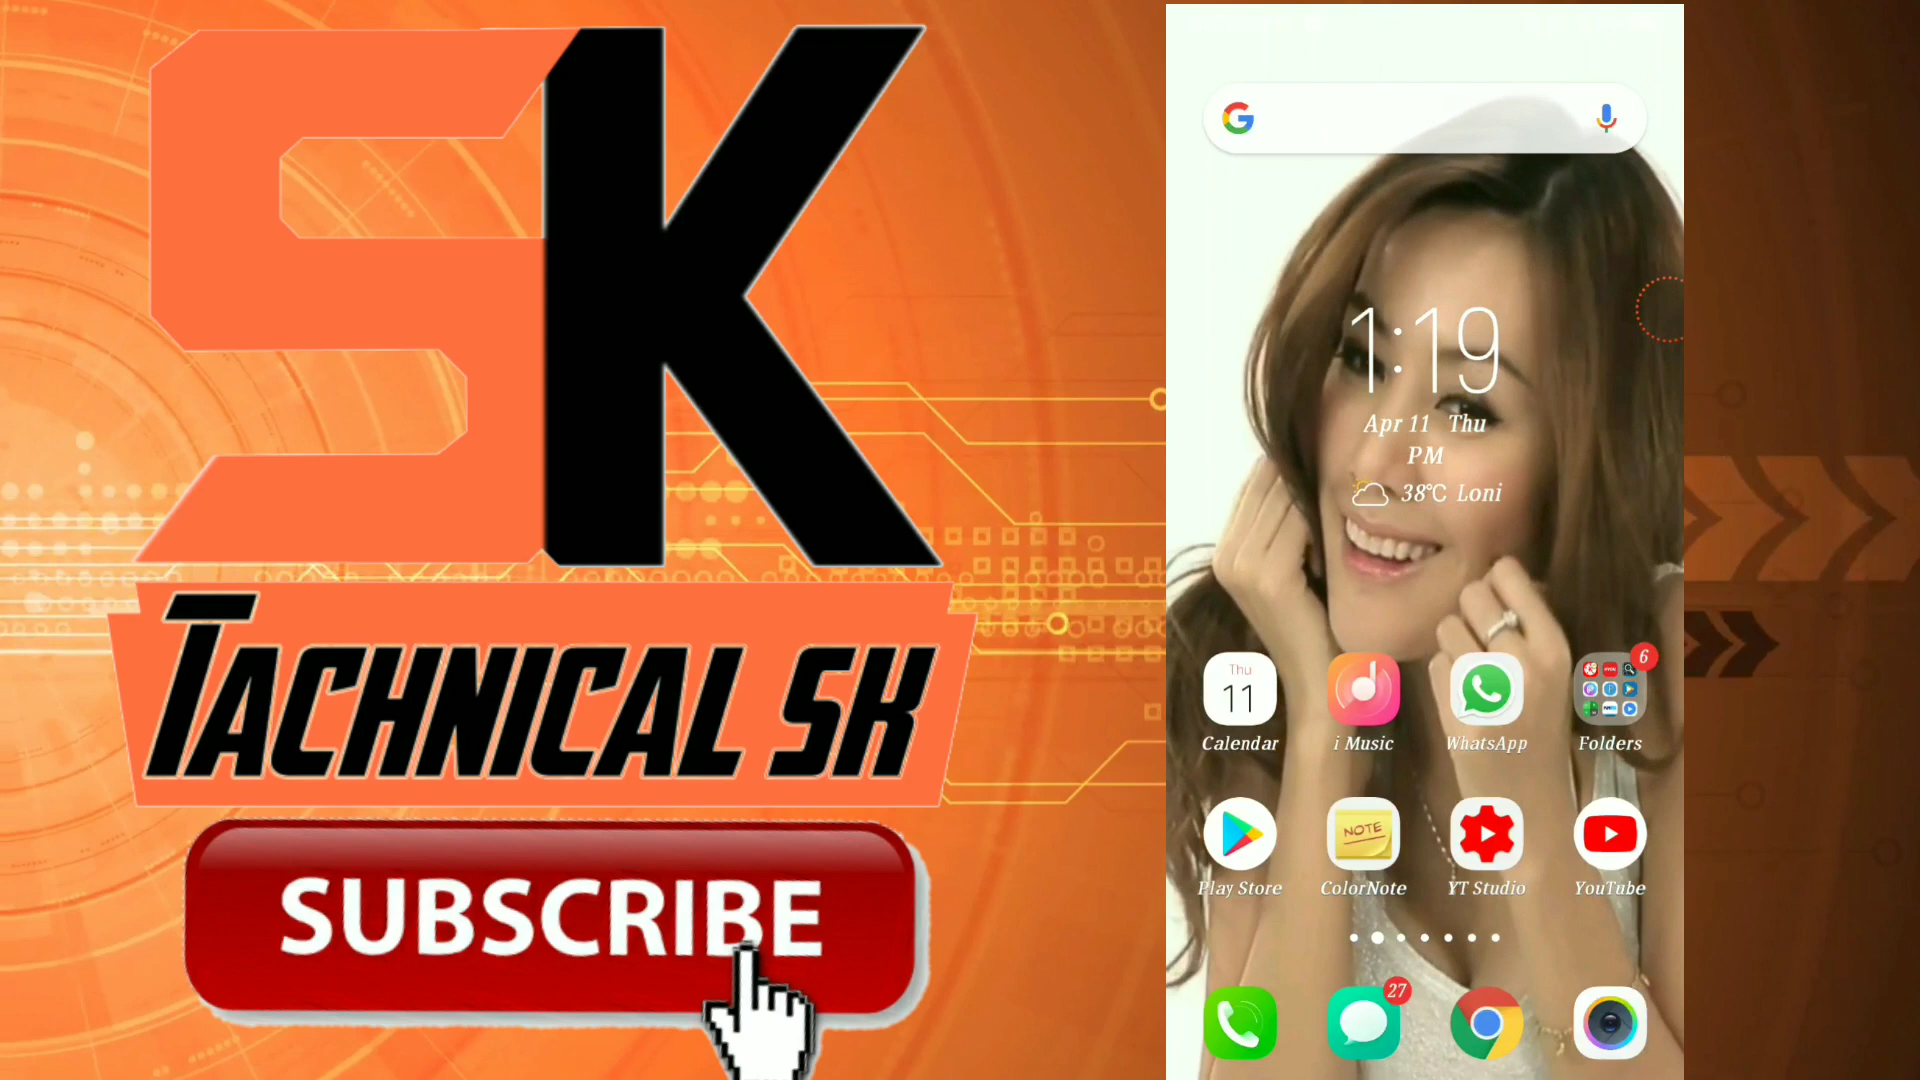 SK
TACHNICAL SK
SUBSCRIBE
1:19
Apr 11 Thu
PM
38°C Loni
Thu
11
6
Calendar
i Music
WhatsApp
Folders
NOTE
Play Store
ColorNote
YT Studio
YouTube
27